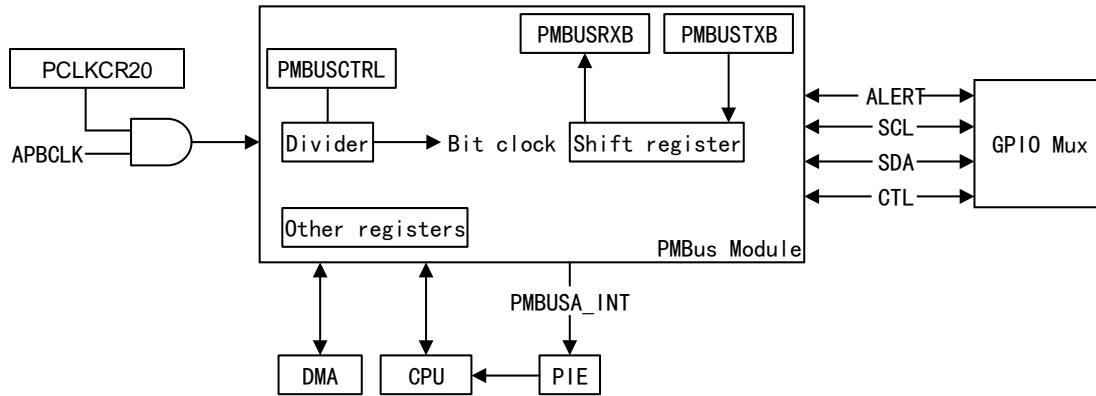 PMBUSRXB
PMBUSTXB
PCLKCR20
PMBUSCTRL
ALERT
Divider
Bit clock
Shift register
SCL
GPIO Mux
APBCLK
SDA
CTL
Other registers
PMBus Module
PMBUSA_INT
DMA
CPU
PIE